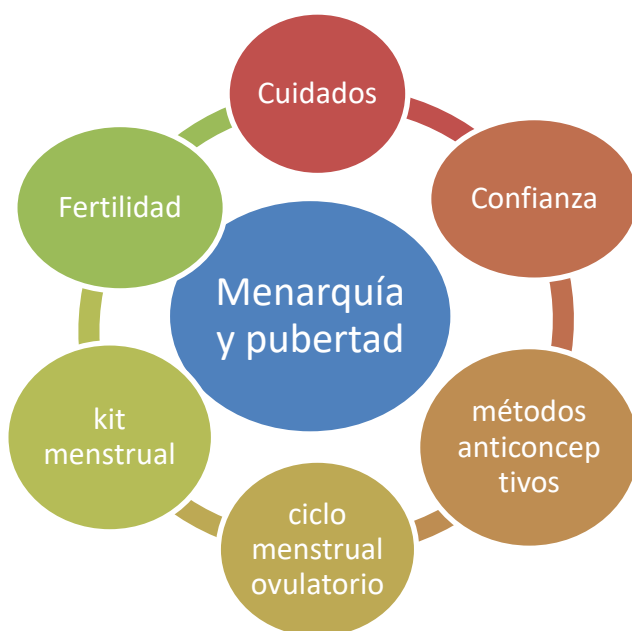 Cuidados
Confianza
métodos
anticoncep
tivos
ciclo
menstrual
ovulatorio
kit
menstrual
Fertilidad
Menarquía
y pubertad